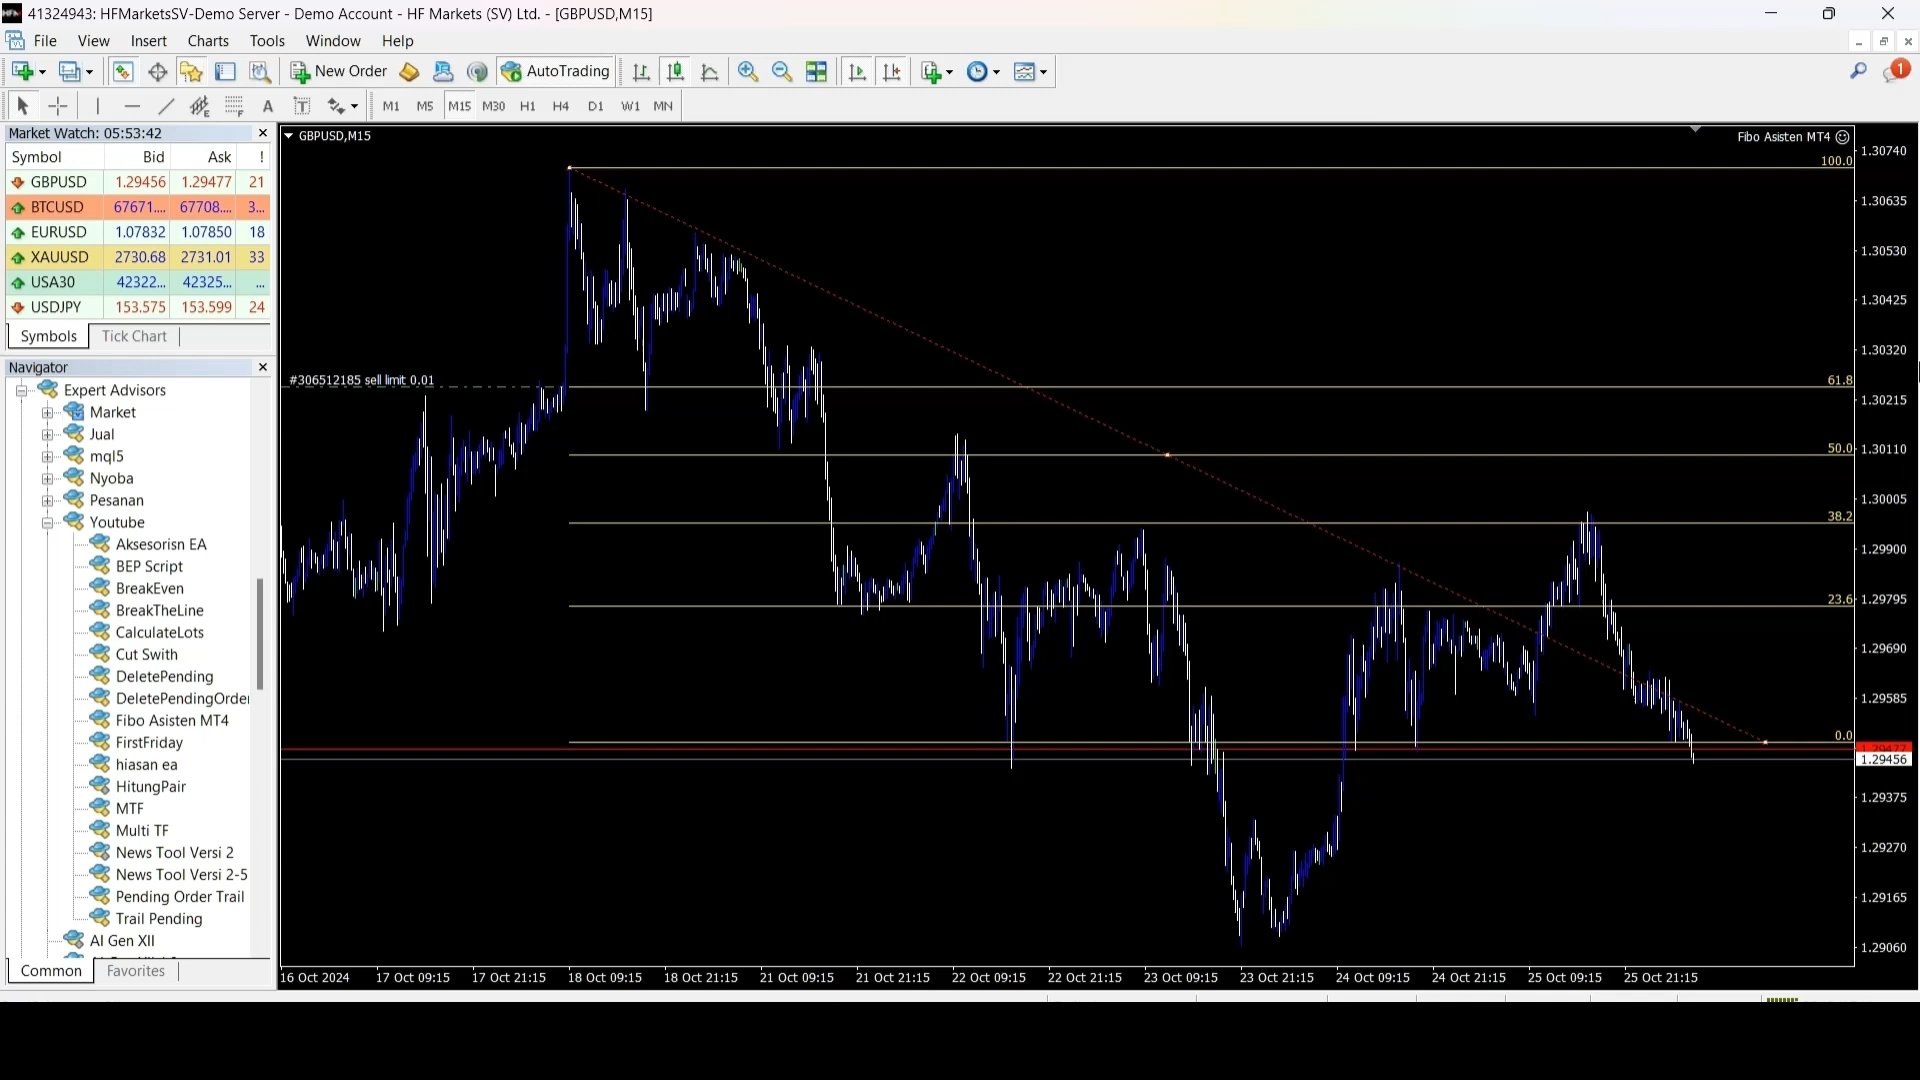 41324943: HFMarketsSV-Demo Server - Demo Account - HF Markets (SV) Ltd. - [GBPUSD,M15]
File View Insert Charts Tools Window Help
New Order AutoTrading 1
A T M1 M5 M15 M30 H1 H4 D1 W1 MN
Market Watch: 05:53:42
Symbol Bid Ask !
GBPUSD 1.29456 1.29477 21
BTCUSD 67671.... 67708.... 3...
EURUSD 1.07832 1.07850 18
XAUUSD 2730.68 2731.01 33
USA30 42322... 42325... ...
USDJPY 153.575 153.599 24
Symbols Tick Chart
Navigator
Expert Advisors
Market
Jual
mql5
Nyoba
Pesanan
Youtube
Aksesorisn EA
BEP Script
BreakEven
BreakTheLine
CalculateLots
Cut Swith
DeletePending
DeletePendingOrder
Fibo Asisten MT4
FirstFriday
hiasan ea
HitungPair
MTF
Multi TF
News Tool Versi 2
News Tool Versi 2-5
Pending Order Trail
Trail Pending
AI Gen XII
Common Favorites
GBPUSD,M15
Fibo Asisten MT4
#306512185 sell limit 0.01
100.0
61.8
50.0
38.2
23.6
0.0
1.30740
1.30635
1.30530
1.30425
1.30320
1.30215
1.30110
1.30005
1.29900
1.29795
1.29690
1.29585
1.29477
1.29456
1.29375
1.29270
1.29165
1.29060
16 Oct 2024 17 Oct 09:15 17 Oct 21:15 18 Oct 09:15 18 Oct 21:15 21 Oct 09:15 21 Oct 21:15 22 Oct 09:15 22 Oct 21:15 23 Oct 09:15 23 Oct 21:15 24 Oct 09:15 24 Oct 21:15 25 Oct 09:15 25 Oct 21:15